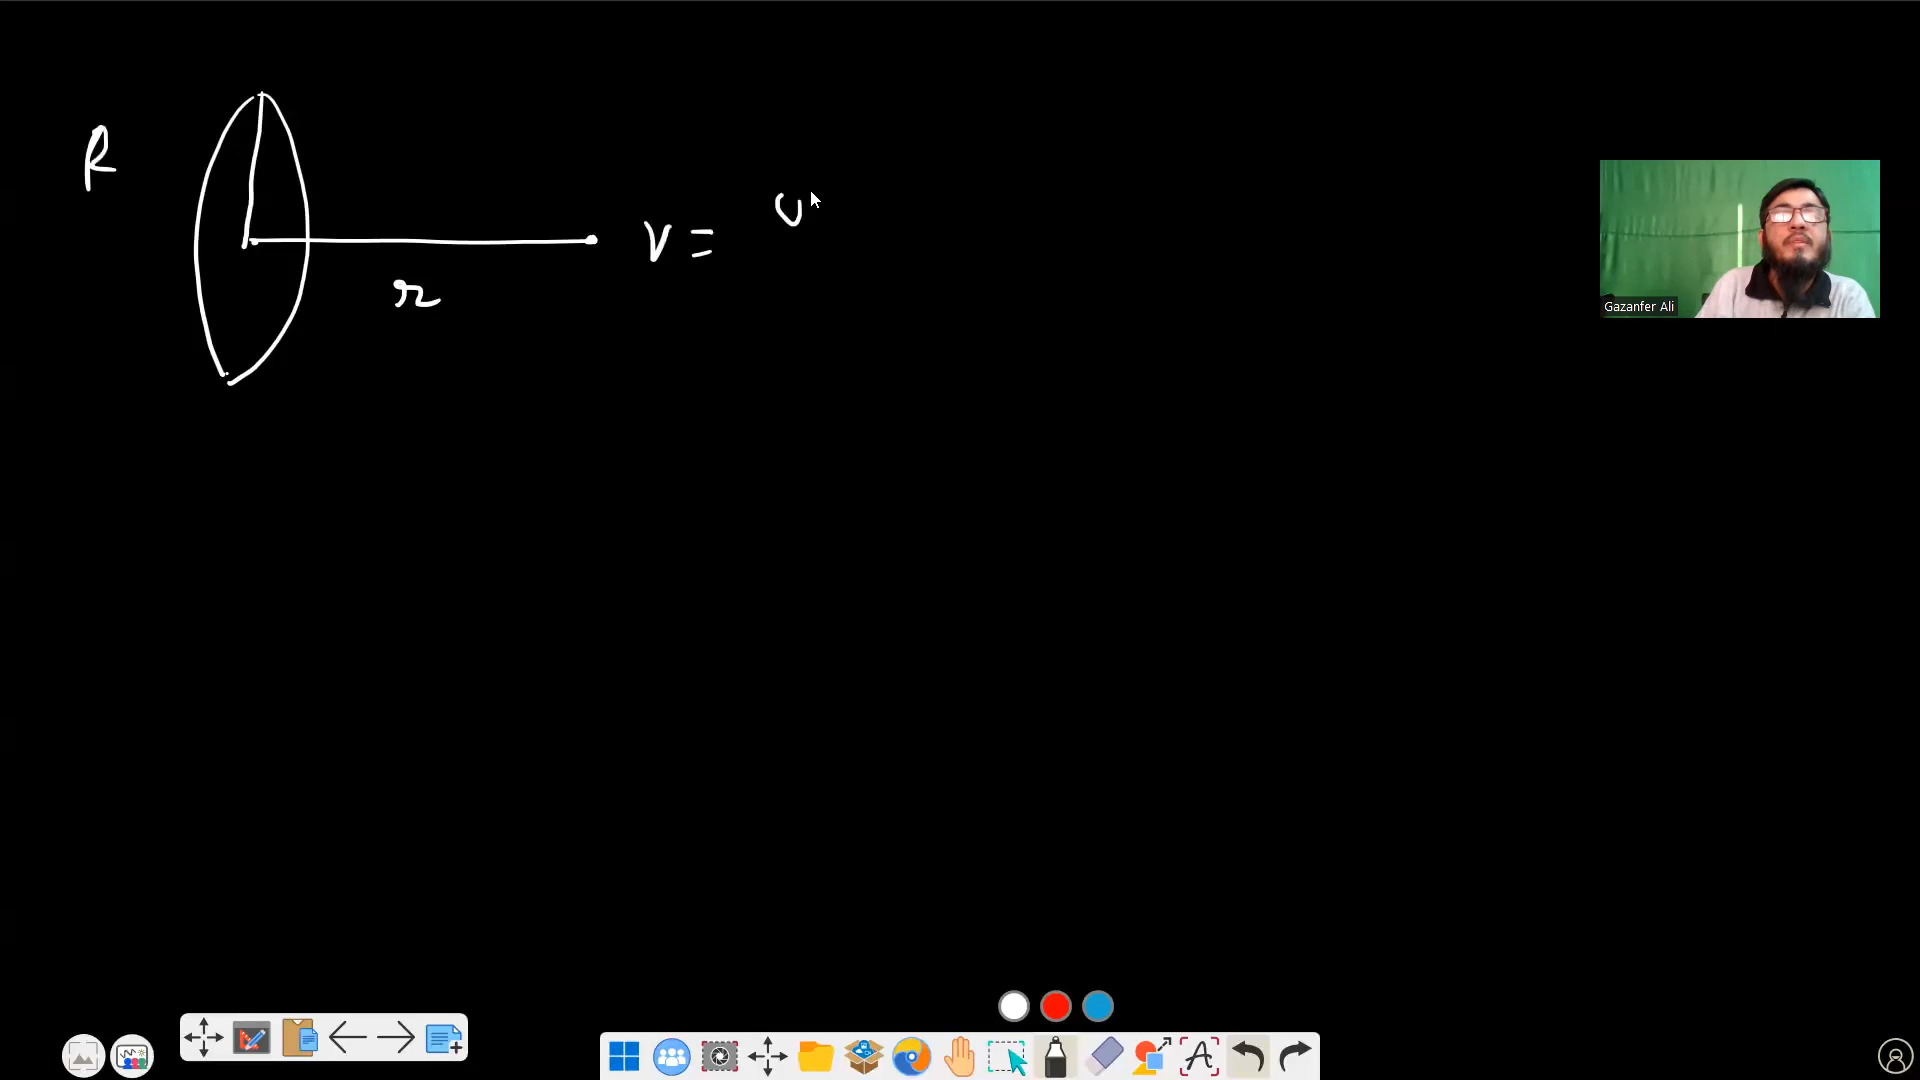 R
V =
r
Gazanfer Ali